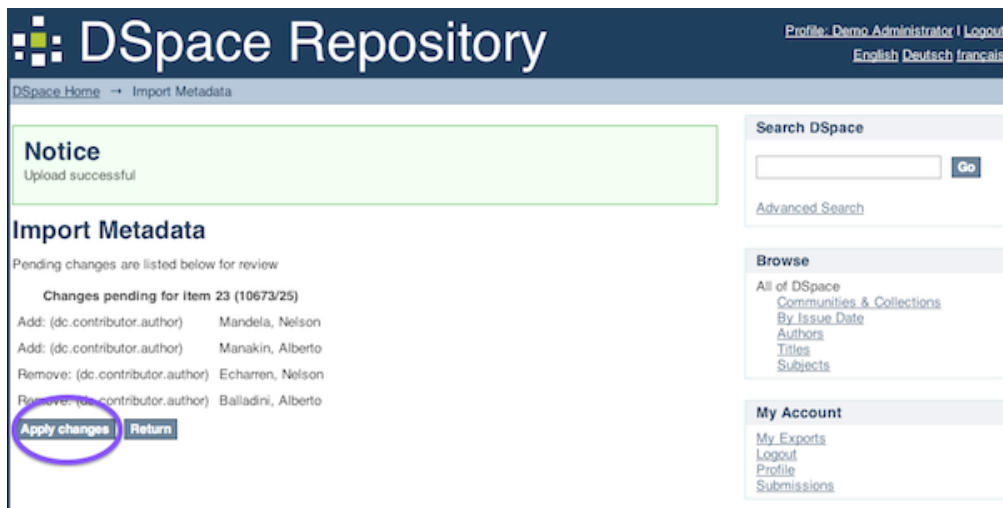 DSpace Repository
Profile: Demo Administrator | Logout
English Deutsch français
DSpace Home → Import Metadata
Notice
Upload successful
Import Metadata
Pending changes are listed below for review
Changes pending for item 23 (10673/25)
Add: (dc.contributor.author) Mandela, Nelson
Add: (dc.contributor.author) Manakin, Alberto
Remove: (dc.contributor.author) Echarren, Nelson
Remove: (dc.contributor.author) Balladini, Alberto
Apply changes Return
Search DSpace
Go
Advanced Search
Browse
All of DSpace
Communities & Collections
By Issue Date
Authors
Titles
Subjects
My Account
My Exports
Logout
Profile
Submissions